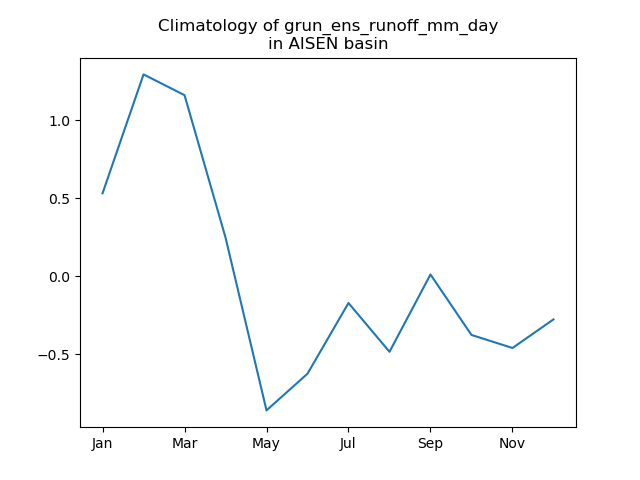 Climatology of grun_ens_runoff_mm_day
in AISEN basin
1.0
0.5
0.0
−0.5
Jan Mar May Jul Sep Nov